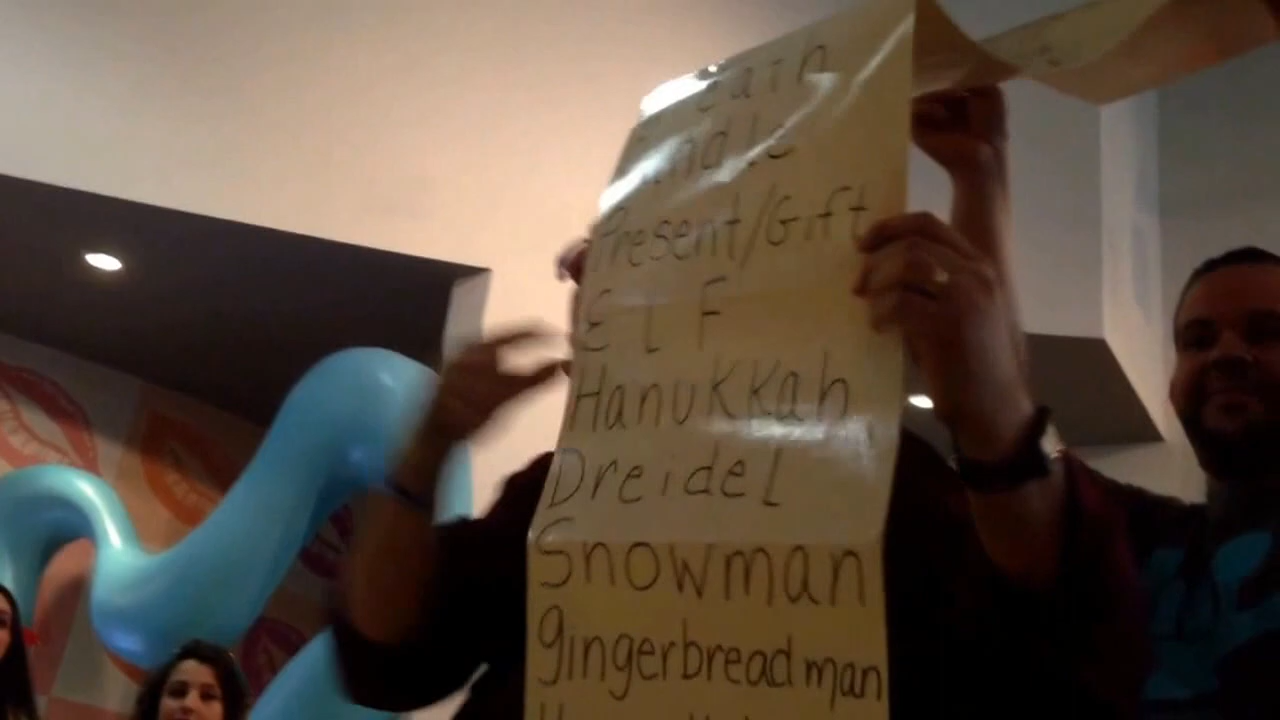 Present/Gift
Elf
Hanukkah
Dreidel
Snowman
gingerbread man